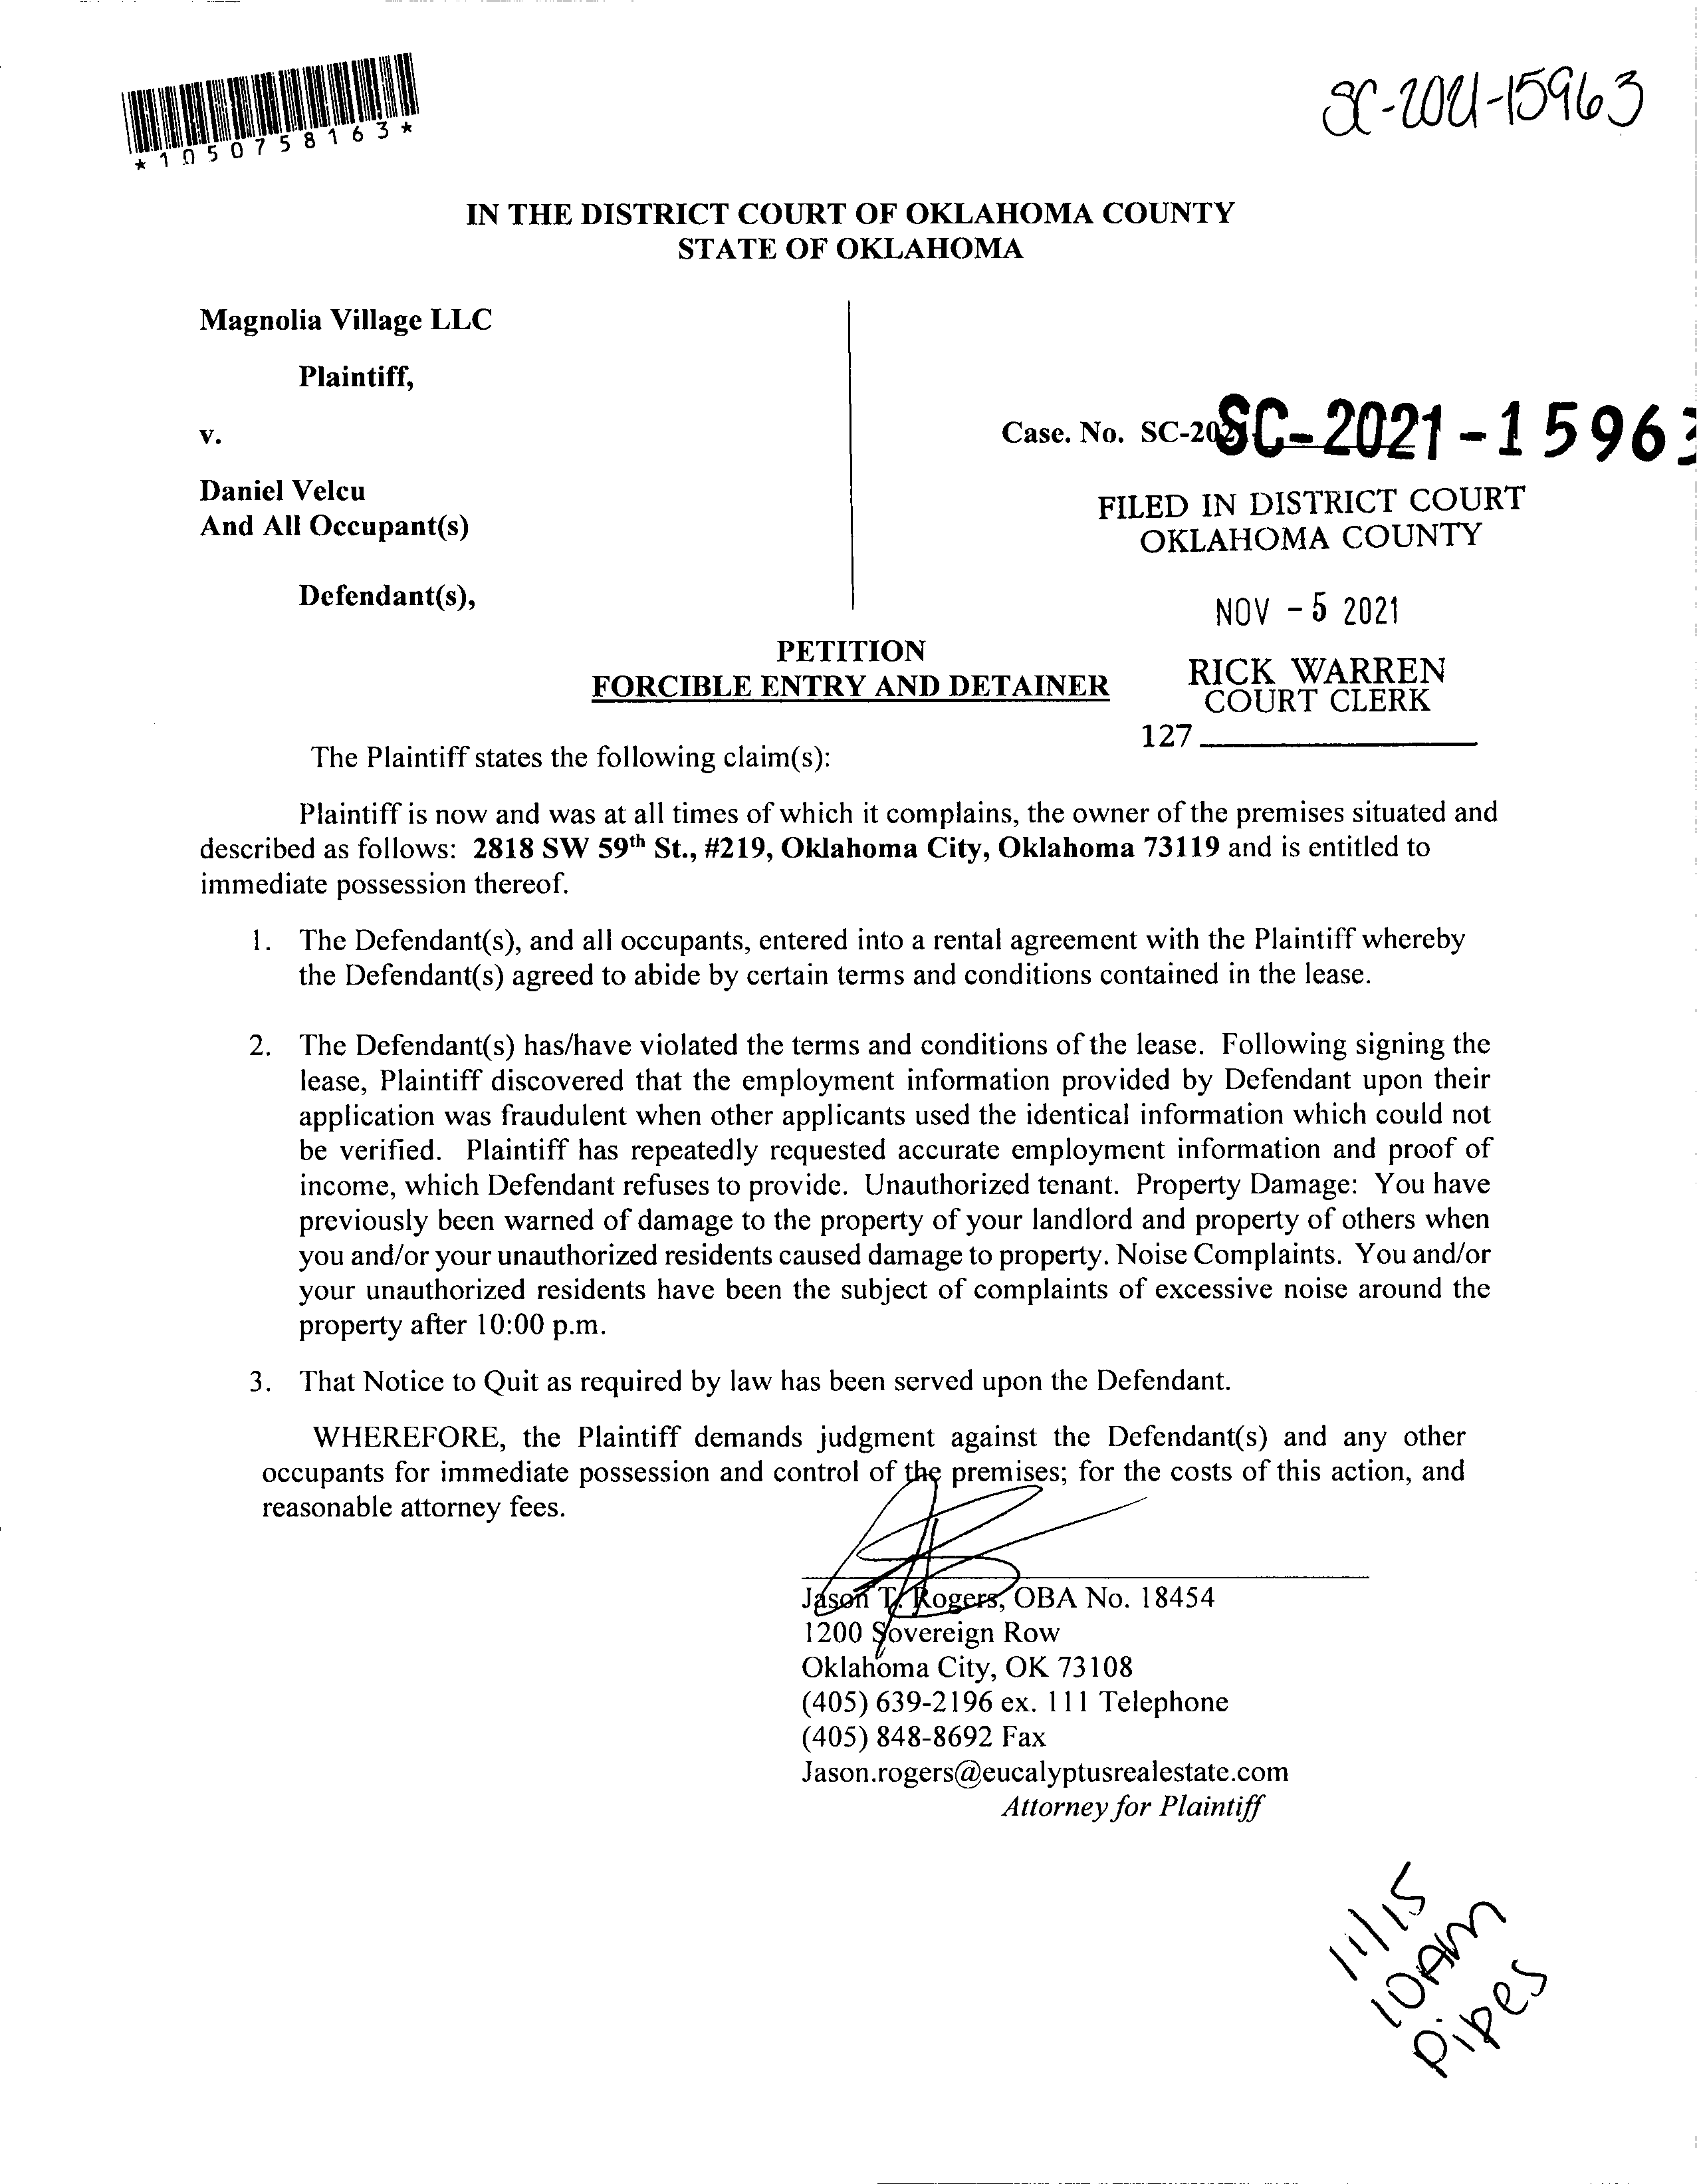 SC-2021-15963
*1050758163*
IN THE DISTRICT COURT OF OKLAHOMA COUNTY
STATE OF OKLAHOMA
Magnolia Village LLC
Plaintiff,
v.
Daniel Velcu
And All Occupant(s)
Defendant(s),
Case. No. SC-202
SC-2021-15963
FILED IN DISTRICT COURT
OKLAHOMA COUNTY
NOV - 5 2021
RICK WARREN
COURT CLERK
127
PETITION
FORCIBLE ENTRY AND DETAINER
The Plaintiff states the following claim(s):
Plaintiff is now and was at all times of which it complains, the owner of the premises situated and
described as follows: 2818 SW 59th St., #219, Oklahoma City, Oklahoma 73119 and is entitled to
immediate possession thereof.
1. The Defendant(s), and all occupants, entered into a rental agreement with the Plaintiff whereby
the Defendant(s) agreed to abide by certain terms and conditions contained in the lease.
2. The Defendant(s) has/have violated the terms and conditions of the lease. Following signing the
lease, Plaintiff discovered that the employment information provided by Defendant upon their
application was fraudulent when other applicants used the identical information which could not
be verified. Plaintiff has repeatedly requested accurate employment information and proof of
income, which Defendant refuses to provide. Unauthorized tenant. Property Damage: You have
previously been warned of damage to the property of your landlord and property of others when
you and/or your unauthorized residents caused damage to property. Noise Complaints. You and/or
your unauthorized residents have been the subject of complaints of excessive noise around the
property after 10:00 p.m.
3. That Notice to Quit as required by law has been served upon the Defendant.
WHEREFORE, the Plaintiff demands judgment against the Defendant(s) and any other
occupants for immediate possession and control of the premises; for the costs of this action, and
reasonable attorney fees.
Jason T. Rogers, OBA No. 18454
1200 Sovereign Row
Oklahoma City, OK 73108
(405) 639-2196 ex. 111 Telephone
(405) 848-8692 Fax
Jason.rogers@eucalyptusrealestate.com
Attorney for Plaintiff
11/15
10AM
Pipes